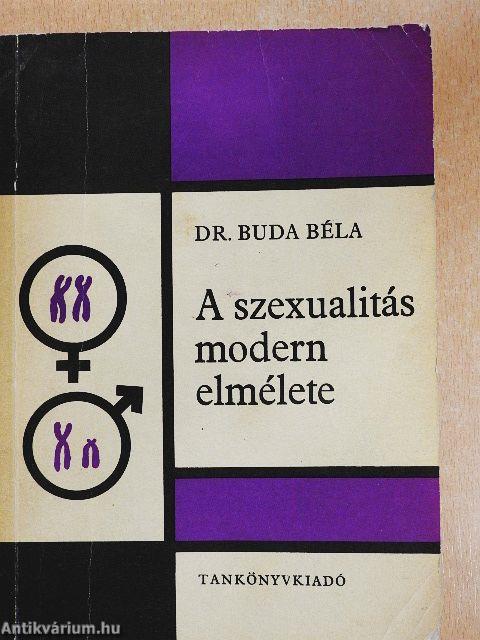 DR. BUDA BÉLA
A szexualitás
modern
elmélete
TANKÖNYVKIADÓ
Antikvárium.hu